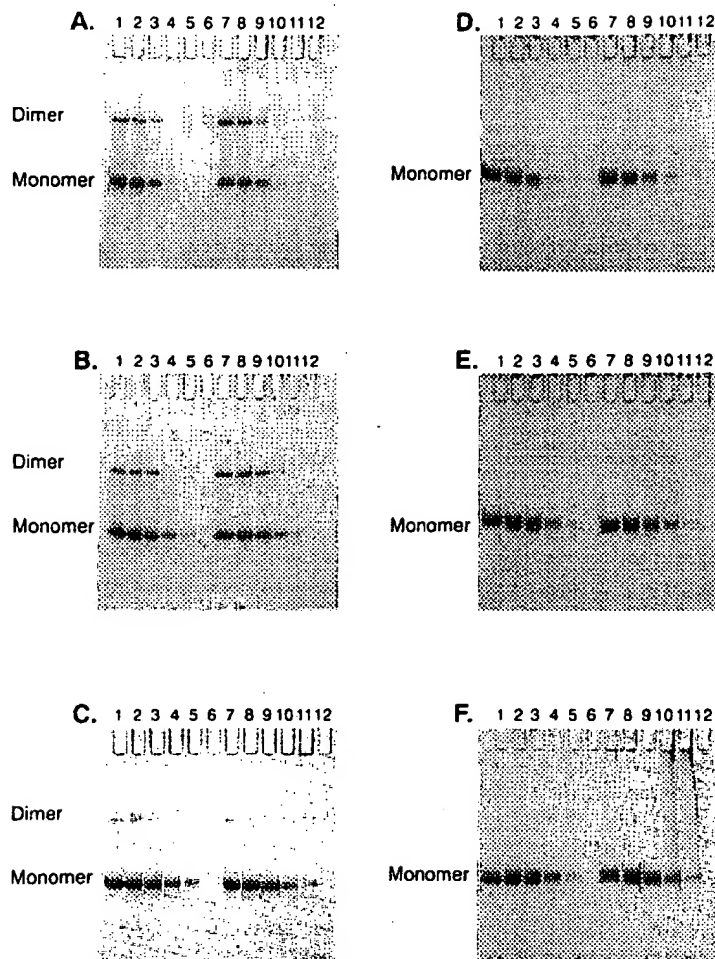 A. 1 2 3 4 5 6 7 8 9 10 11 12
Dimer
Monomer
D. 1 2 3 4 5 6 7 8 9 10 11 12
Monomer
B. 1 2 3 4 5 6 7 8 9 10 11 12
Dimer
Monomer
E. 1 2 3 4 5 6 7 8 9 10 11 12
Monomer
C. 1 2 3 4 5 6 7 8 9 10 11 12
Dimer
Monomer
F. 1 2 3 4 5 6 7 8 9 10 11 12
Monomer